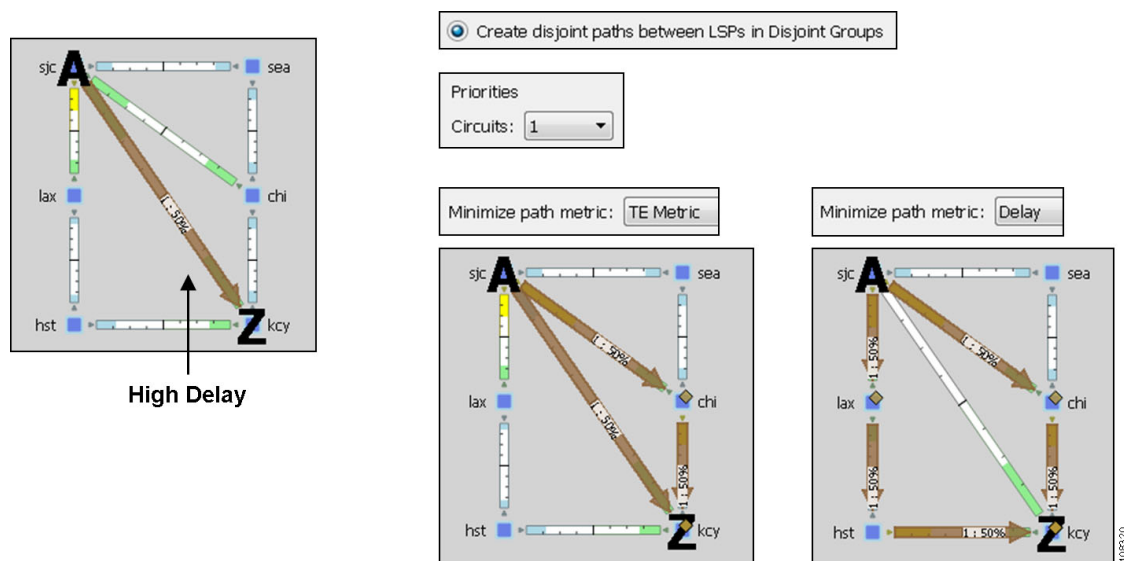 Create disjoint paths between LSPs in Disjoint Groups
Priorities
Circuits: 1
sjc A sea
lax chi
1 : 50%
hst Z kcy
High Delay
Minimize path metric: TE Metric
sjc A sea
1 : 50%
lax chi
1 : 50%
1 : 50%
hst Z kcy
Minimize path metric: Delay
sjc A sea
1 : 50%
1 : 50%
lax chi
1 : 50%
1 : 50%
hst 1 : 50% Z kcy